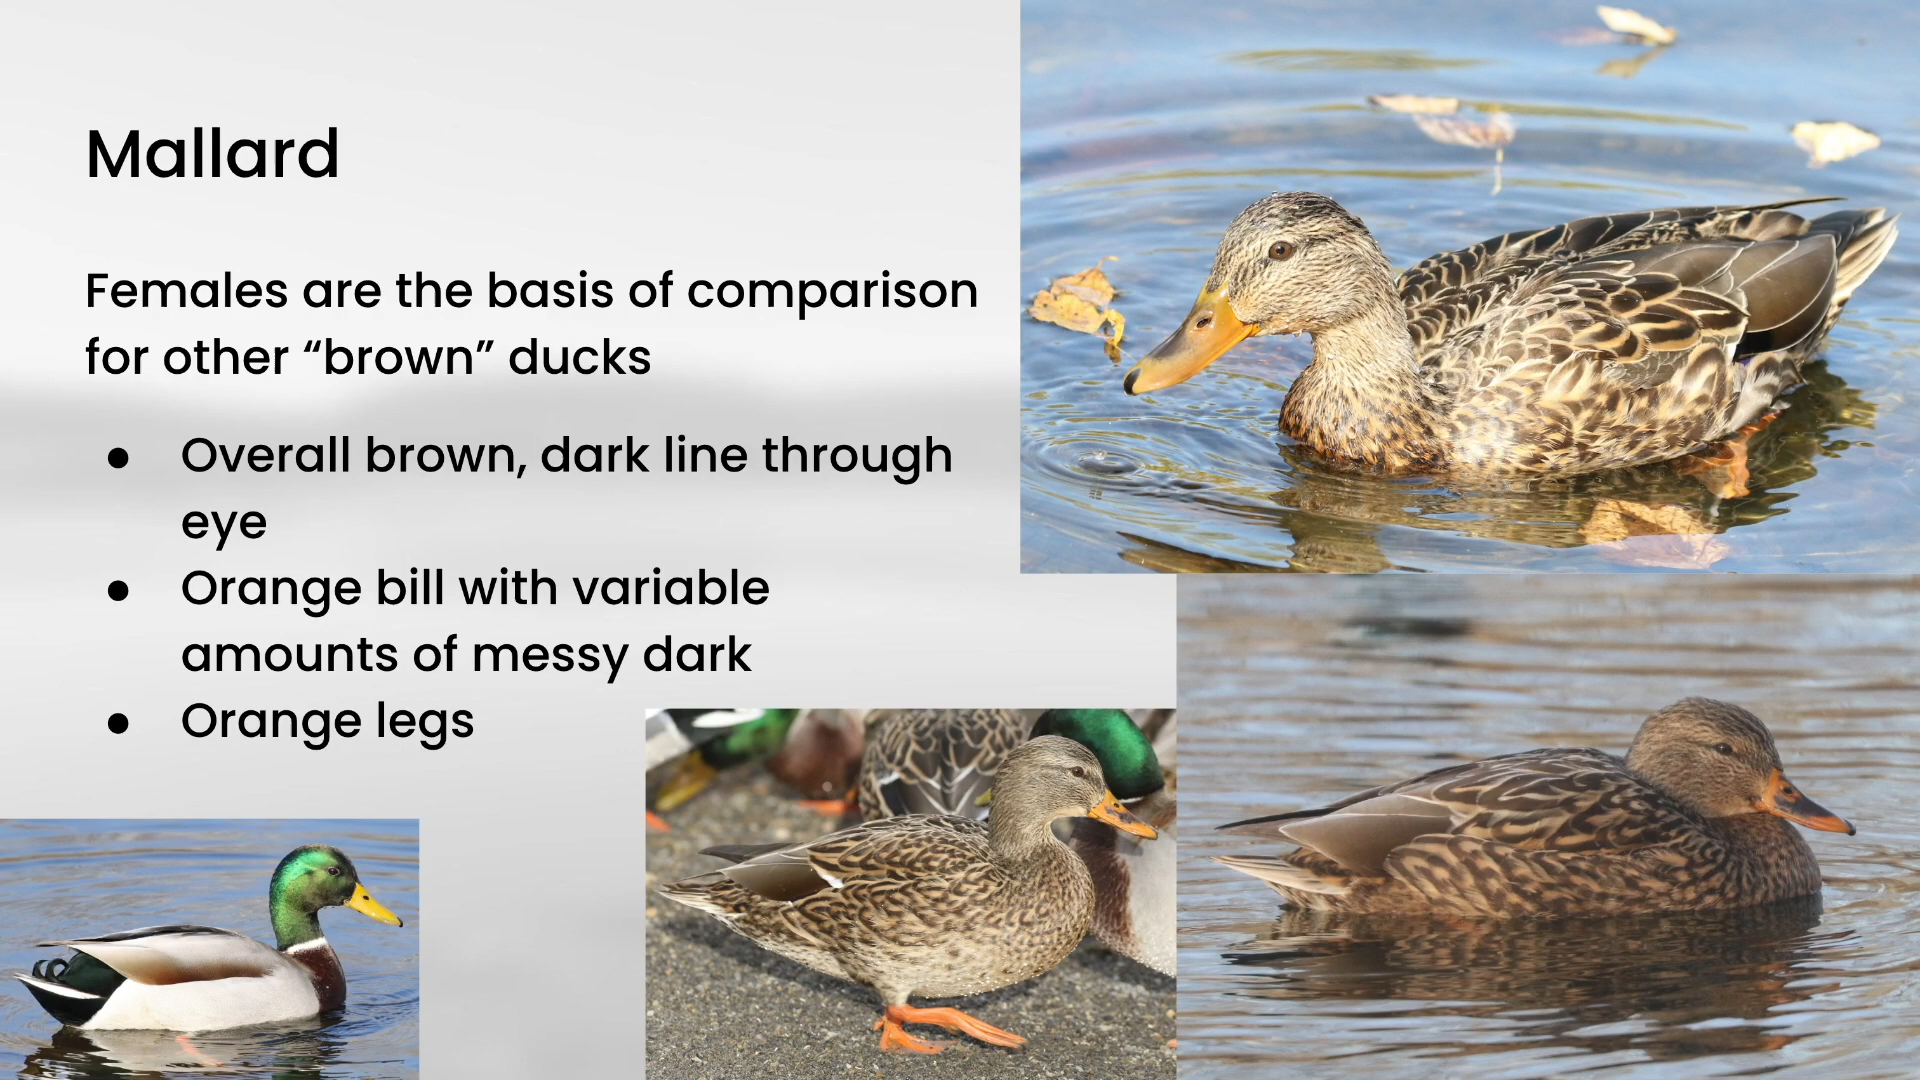 Mallard
Females are the basis of comparison
for other “brown” ducks
● Overall brown, dark line through
eye
● Orange bill with variable
amounts of messy dark
● Orange legs